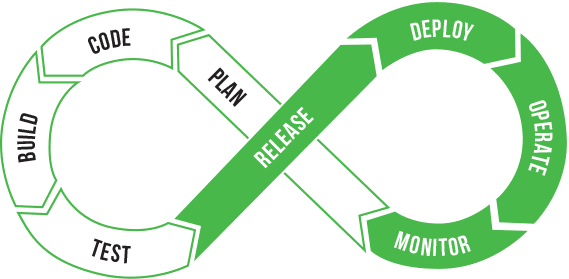 PLAN
CODE
BUILD
TEST
RELEASE
DEPLOY
OPERATE
MONITOR